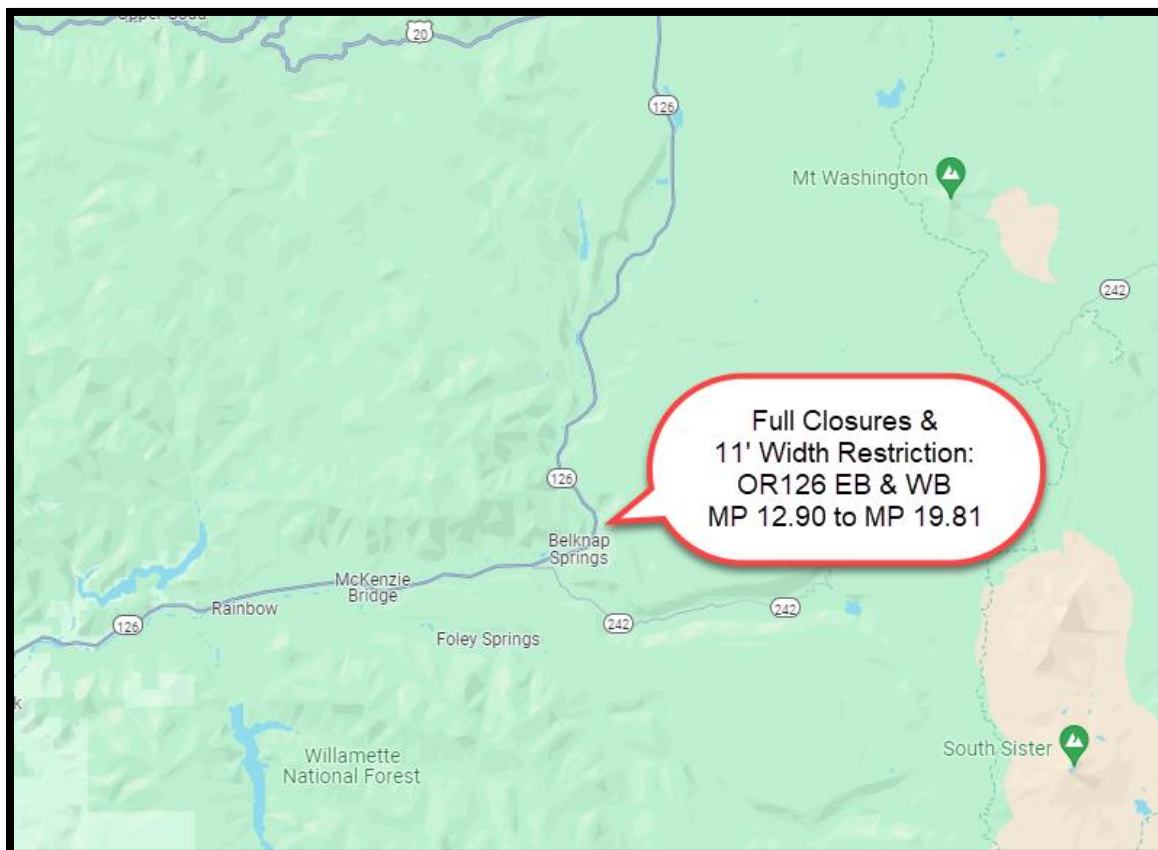 20
126
Mt Washington
242
Full Closures &
11' Width Restriction:
OR126 EB & WB
MP 12.90 to MP 19.81
126
Belknap
Springs
McKenzie
Bridge
Rainbow
126
242
242
Foley Springs
k
Willamette
National Forest
South Sister